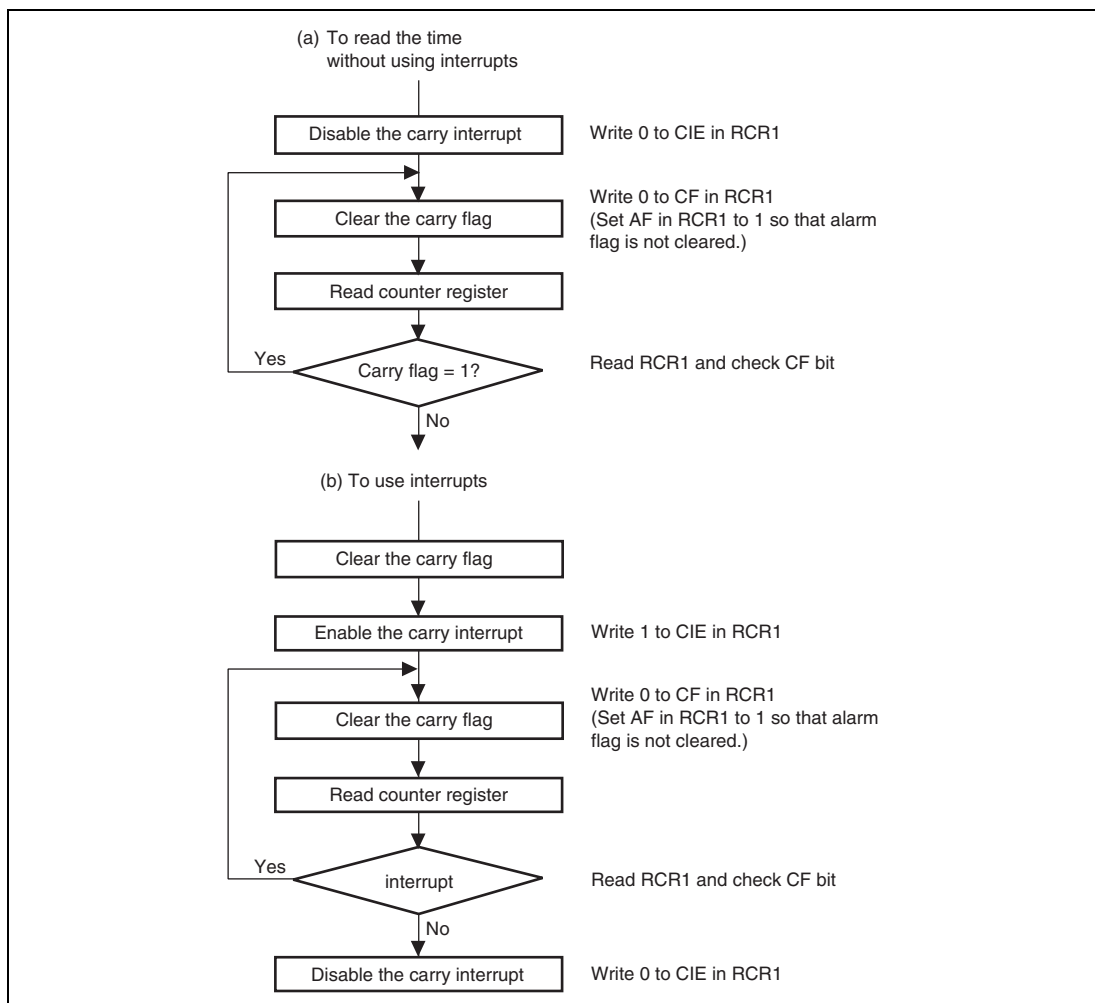 (a) To read the time
without using interrupts
Disable the carry interrupt
Write 0 to CIE in RCR1
Clear the carry flag
Write 0 to CF in RCR1
(Set AF in RCR1 to 1 so that alarm
flag is not cleared.)
Read counter register
Yes
Carry flag = 1?
Read RCR1 and check CF bit
No
(b) To use interrupts
Clear the carry flag
Enable the carry interrupt
Write 1 to CIE in RCR1
Clear the carry flag
Write 0 to CF in RCR1
(Set AF in RCR1 to 1 so that alarm
flag is not cleared.)
Read counter register
Yes
interrupt
Read RCR1 and check CF bit
No
Disable the carry interrupt
Write 0 to CIE in RCR1